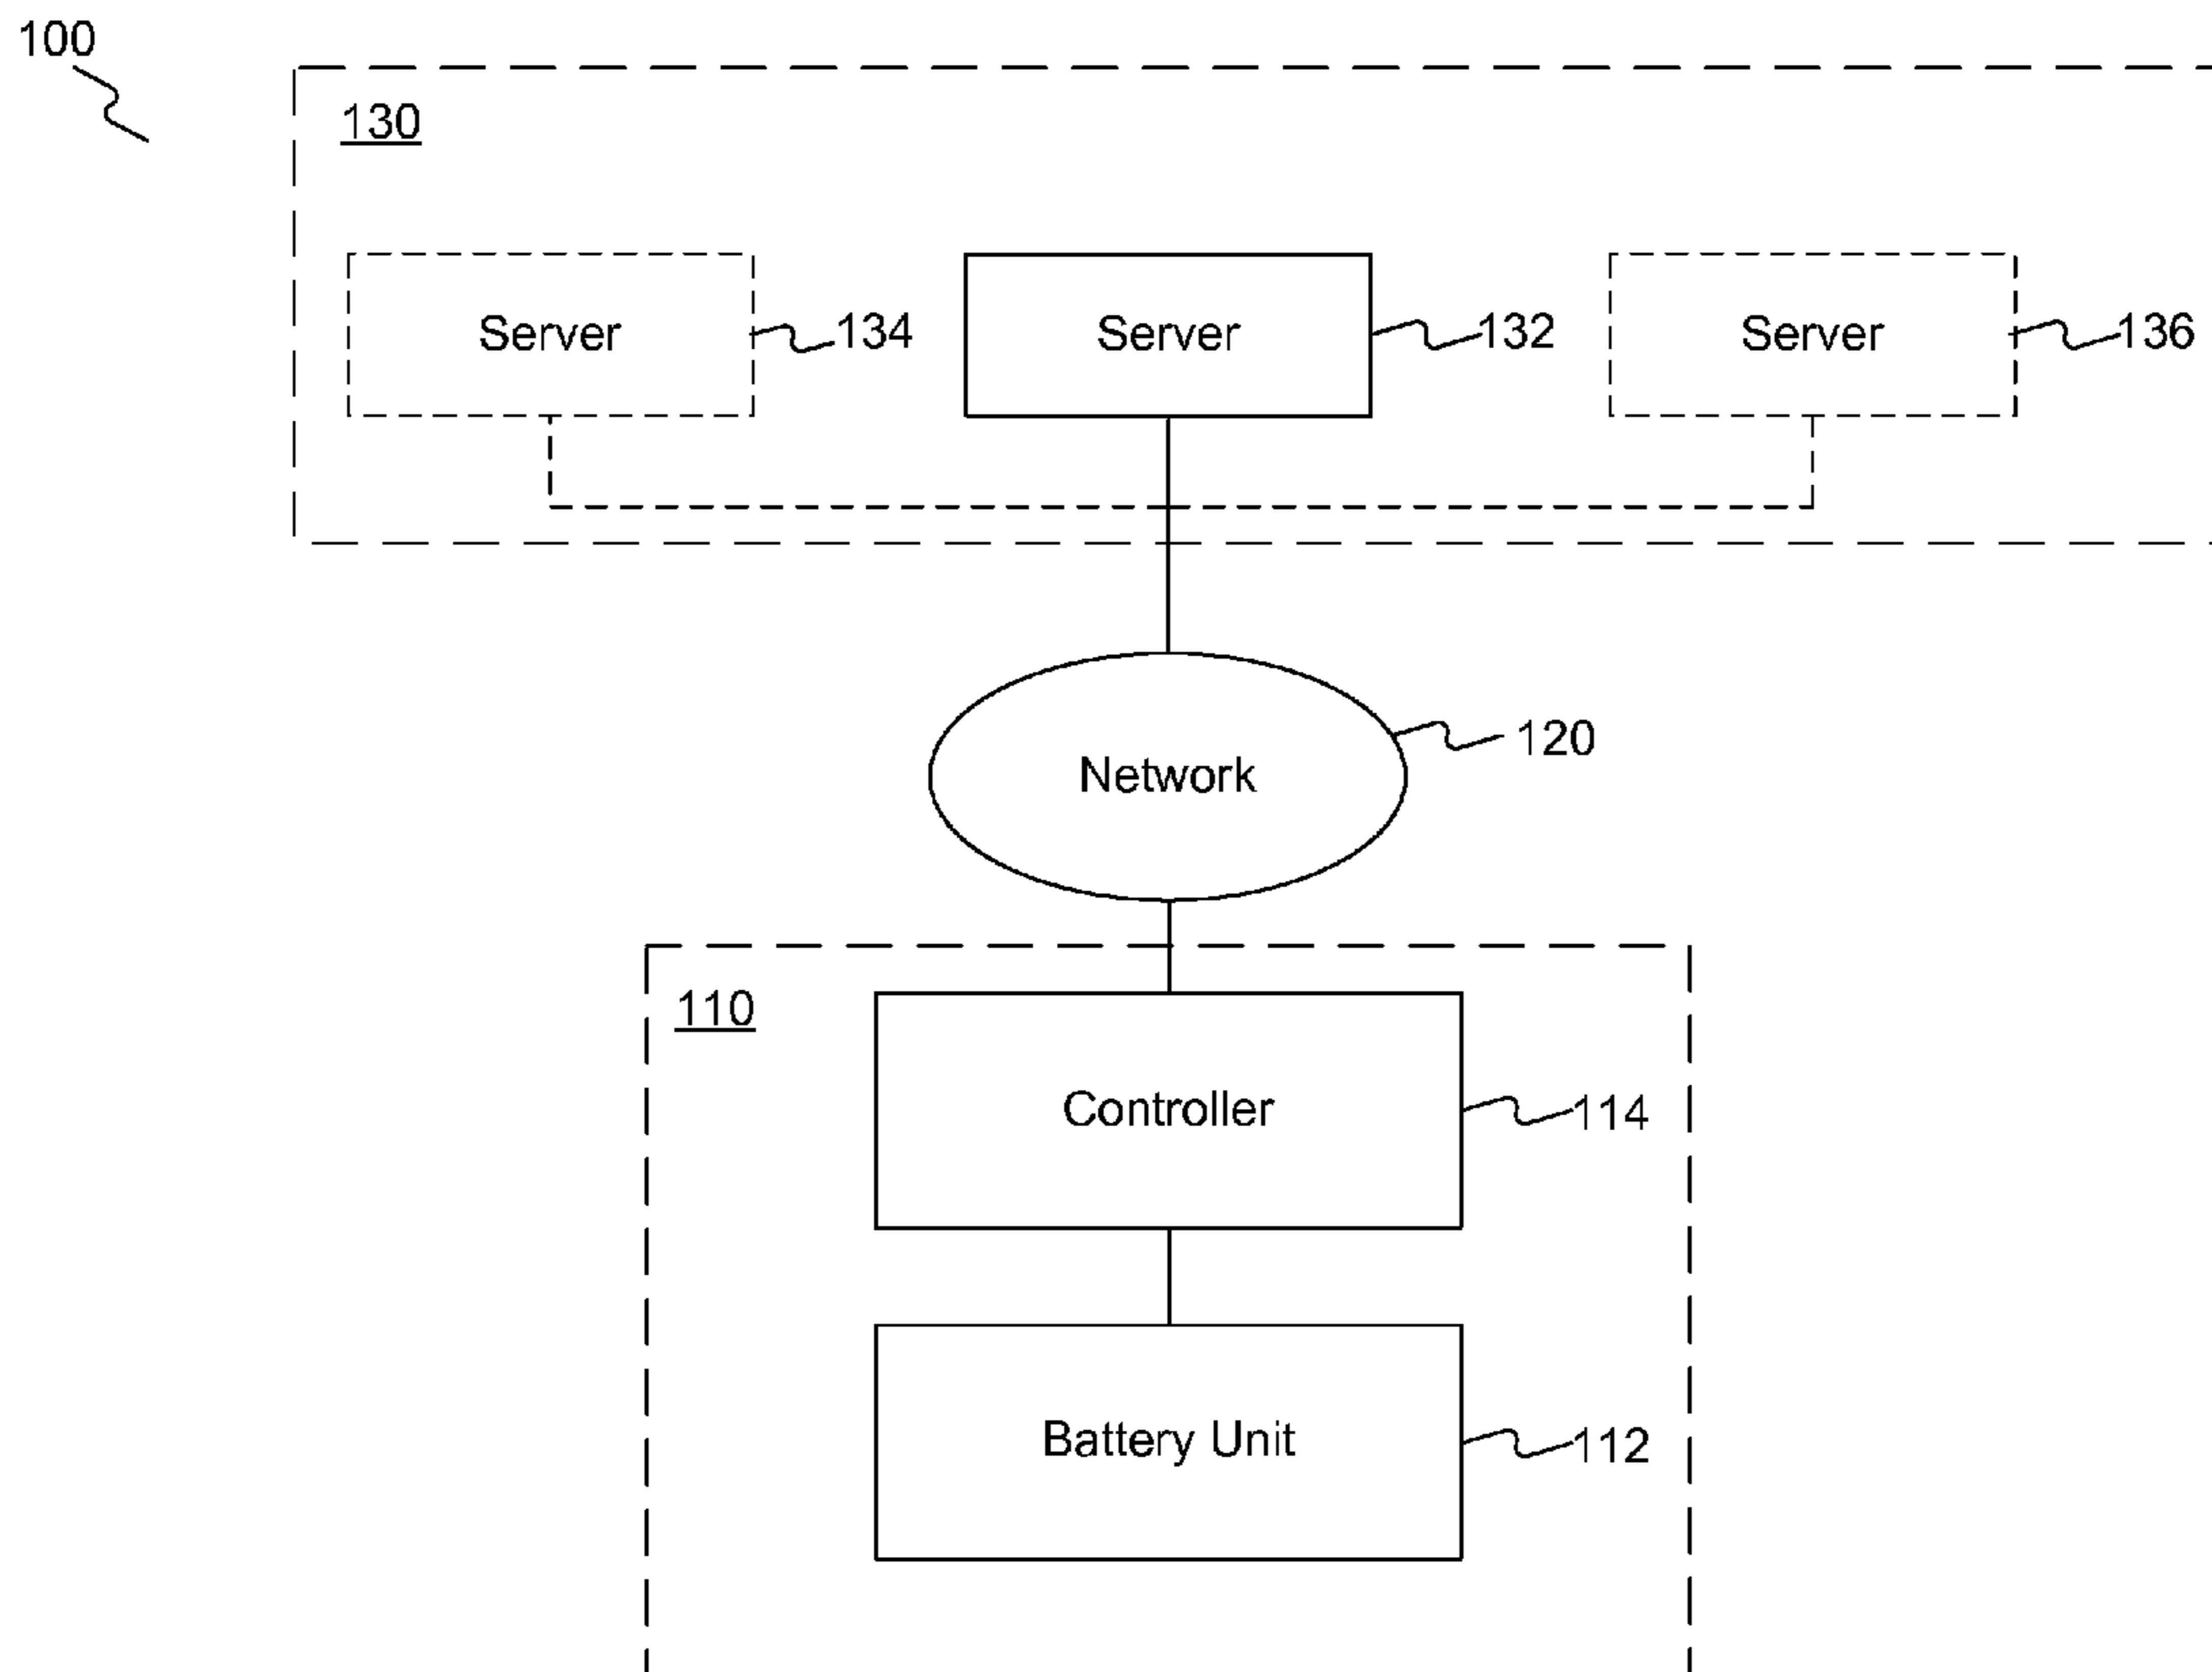 100
130
Server 134 Server 132 Server 136
Network 120
110
Controller 114
Battery Unit 112